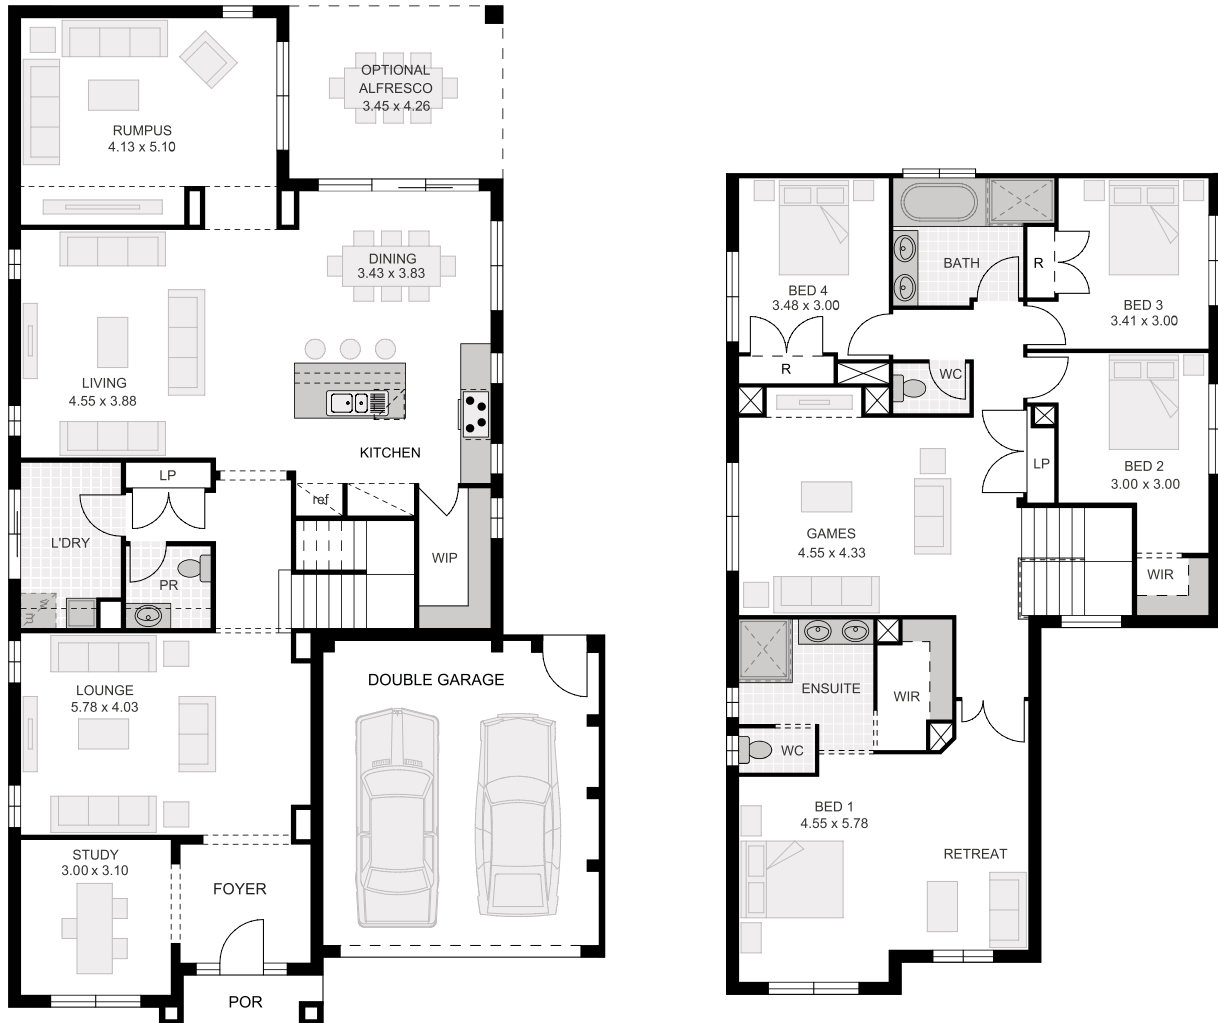 OPTIONAL
ALFRESCO
3.45 x 4.26
RUMPUS
4.13 x 5.10
DINING
3.43 x 3.83
LIVING
4.55 x 3.88
KITCHEN
LP
ref
L'DRY
WIP
PR
W.M
LOUNGE
5.78 x 4.03
DOUBLE GARAGE
STUDY
3.00 x 3.10
FOYER
POR
BED 4
3.48 x 3.00
BATH
R
BED 3
3.41 x 3.00
R
WC
BED 2
3.00 x 3.00
LP
GAMES
4.55 x 4.33
WIR
ENSUITE
WIR
WC
BED 1
4.55 x 5.78
RETREAT